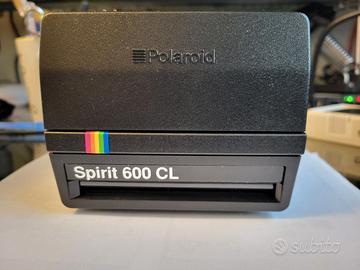 Polaroid
Spirit 600 CL
subito